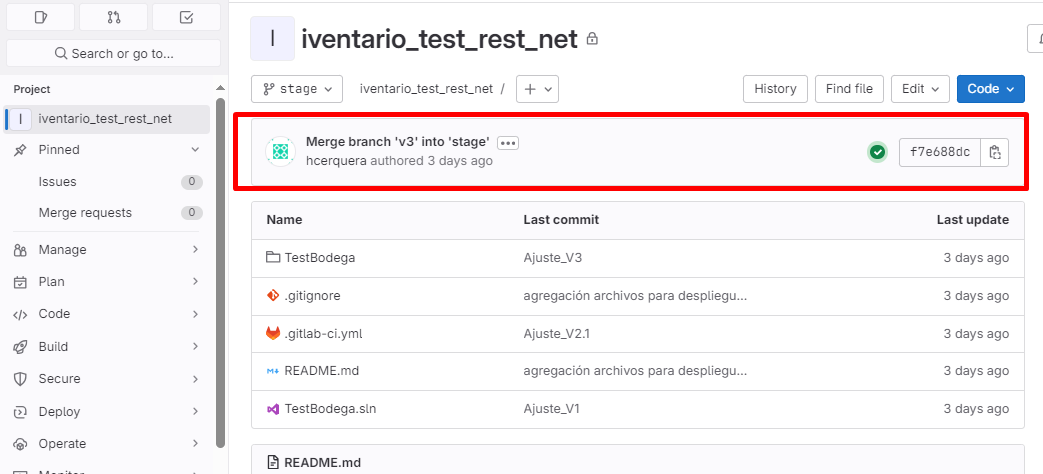 Search or go to...
Project
I iventario_test_rest_net
Pinned
Issues 0
Merge requests 0
Manage
Plan
Code
Build
Secure
Deploy
Operate
I iventario_test_rest_net
stage iventario_test_rest_net / + History Find file Edit Code
Merge branch 'v3' into 'stage'
hcerquera authored 3 days ago
f7e688dc
Name Last commit Last update
TestBodega Ajuste_V3 3 days ago
.gitignore agregación archivos para despliegu... 3 days ago
.gitlab-ci.yml Ajuste_V2.1 3 days ago
README.md agregación archivos para despliegu... 3 days ago
TestBodega.sln Ajuste_V1 3 days ago
README.md